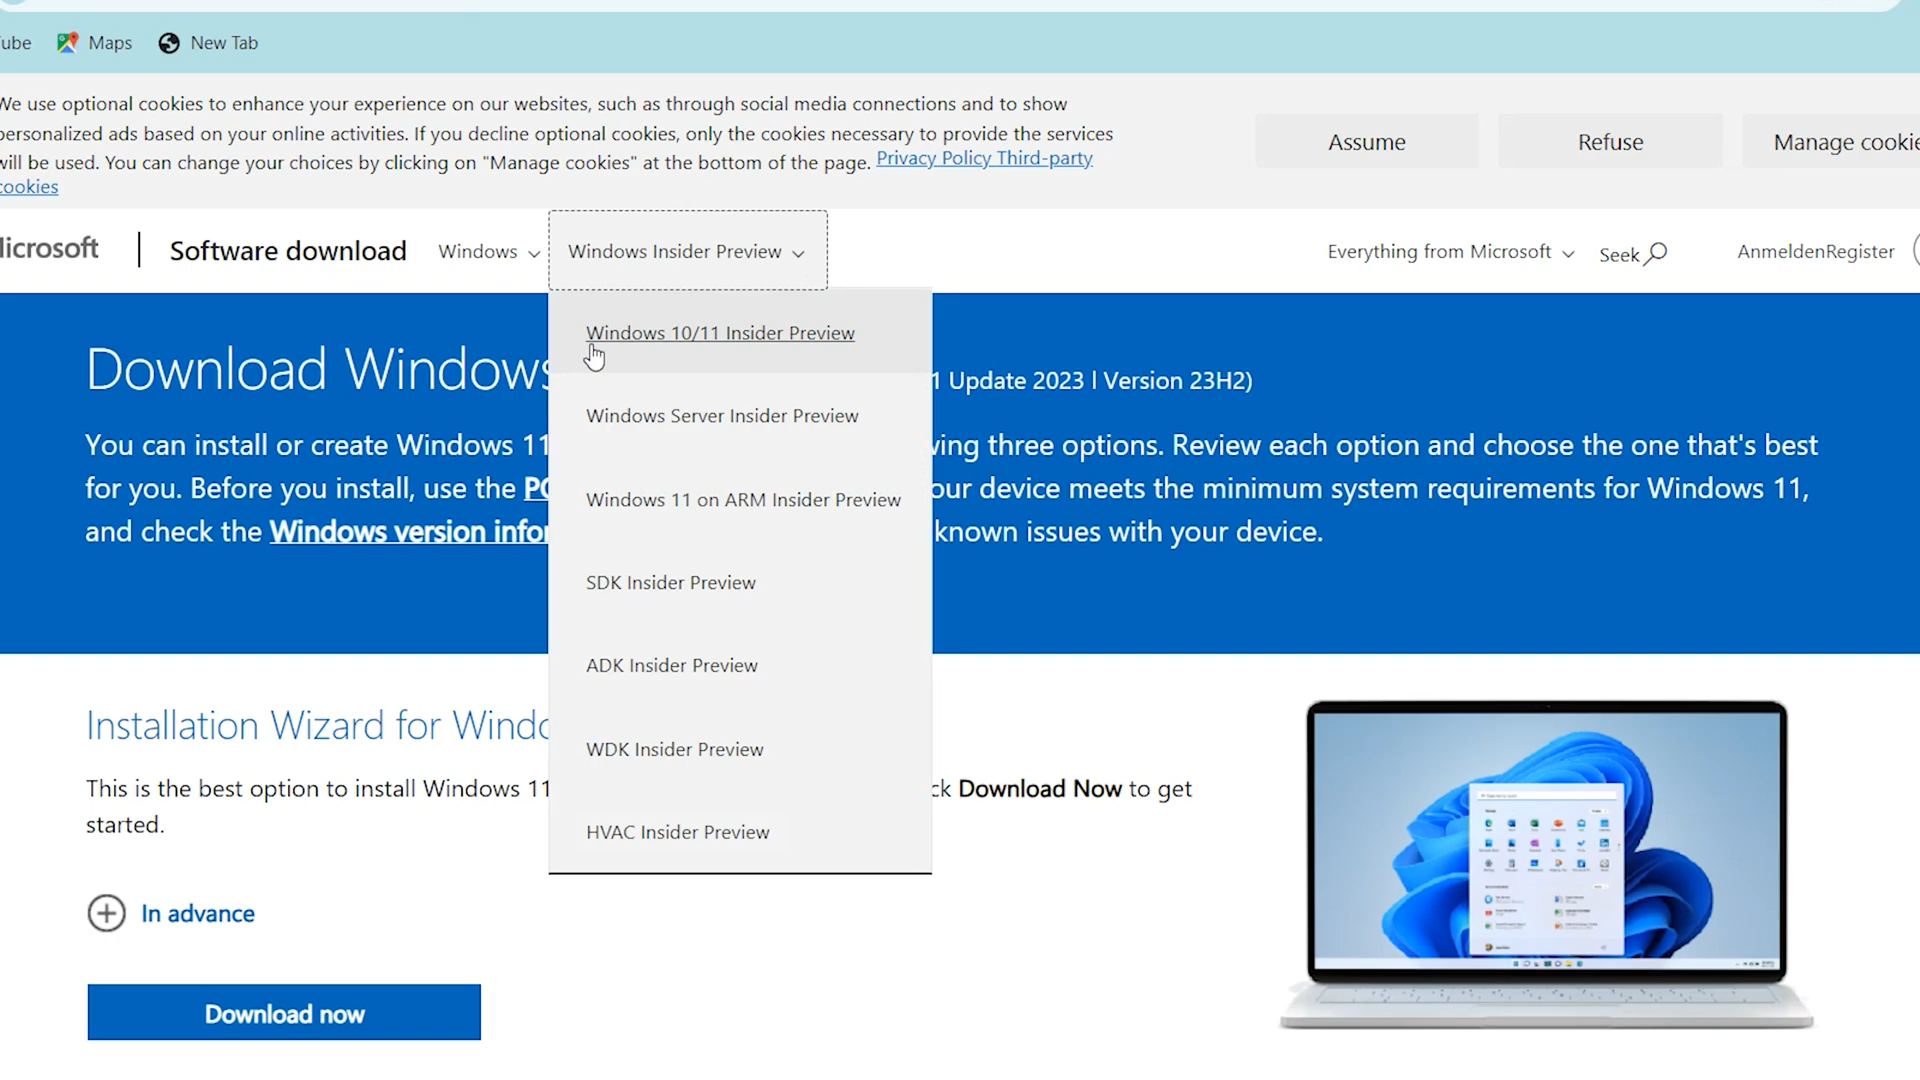 ube Maps New Tab
We use optional cookies to enhance your experience on our websites, such as through social media connections and to show
personalized ads based on your online activities. If you decline optional cookies, only the cookies necessary to provide the services
will be used. You can change your choices by clicking on "Manage cookies" at the bottom of the page. Privacy Policy Third-party
cookies
Assume Refuse Manage cookie
icrosoft Software download Windows Windows Insider Preview Everything from Microsoft Seek AnmeldenRegister
Windows 10/11 Insider Preview
Windows Server Insider Preview
Windows 11 on ARM Insider Preview
SDK Insider Preview
ADK Insider Preview
WDK Insider Preview
HVAC Insider Preview
Download Windows 1 Update 2023 | Version 23H2)
You can install or create Windows 11 ving three options. Review each option and choose the one that's best
for you. Before you install, use the PC our device meets the minimum system requirements for Windows 11,
and check the Windows version infor known issues with your device.
Installation Wizard for Windo
This is the best option to install Windows 11 ck Download Now to get
started.
In advance
Download now